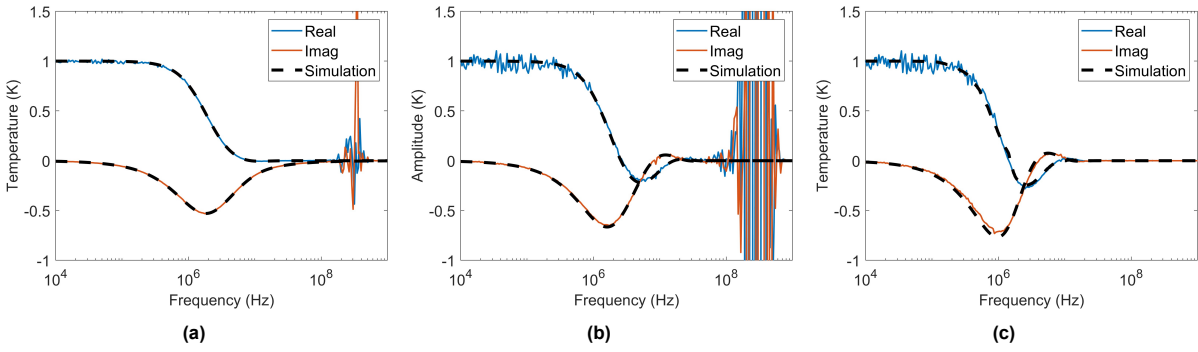 1.5
1
0.5
0
-0.5
-1
Temperature (K)
10^4
10^6
10^8
Frequency (Hz)
Real
Imag
Simulation
(a)
1.5
1
0.5
0
-0.5
-1
Amplitude (K)
10^4
10^6
10^8
Frequency (Hz)
Real
Imag
Simulation
(b)
1.5
1
0.5
0
-0.5
-1
Temperature (K)
10^4
10^6
10^8
Frequency (Hz)
Real
Imag
Simulation
(c)